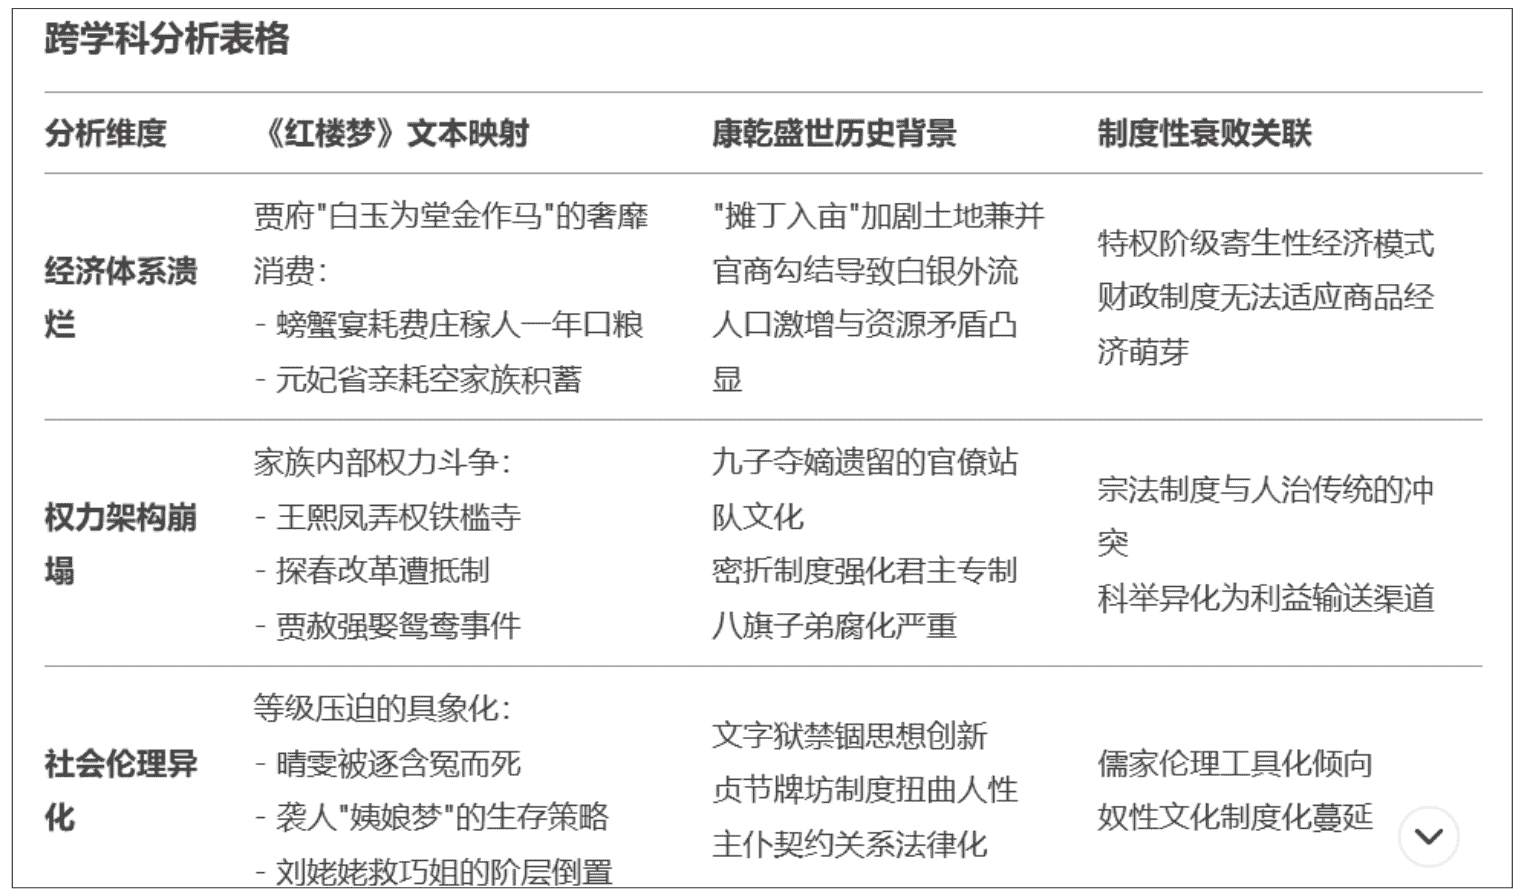 跨学科分析表格
分析维度
《红楼梦》文本映射
康乾盛世历史背景
制度性衰败关联
经济体系溃
烂
贾府"白玉为堂金作马"的奢靡
消费：
- 螃蟹宴耗费庄稼人一年口粮
- 元妃省亲耗空家族积蓄
"摊丁入亩"加剧土地兼并
官商勾结导致白银外流
人口激增与资源矛盾凸
显
特权阶级寄生性经济模式
财政制度无法适应商品经
济萌芽
权力架构崩
塌
家族内部权力斗争：
- 王熙凤弄权铁槛寺
- 探春改革遭抵制
- 贾赦强娶鸳鸯事件
九子夺嫡遗留的官僚站
队文化
密折制度强化君主专制
八旗子弟腐化严重
宗法制度与人治传统的冲
突
科举异化为利益输送渠道
社会伦理异
化
等级压迫的具象化：
- 晴雯被逐含冤而死
- 袭人"姨娘梦"的生存策略
- 刘姥姥救巧姐的阶层倒置
文字狱禁锢思想创新
贞节牌坊制度扭曲人性
主仆契约关系法律化
儒家伦理工具化倾向
奴性文化制度化蔓延